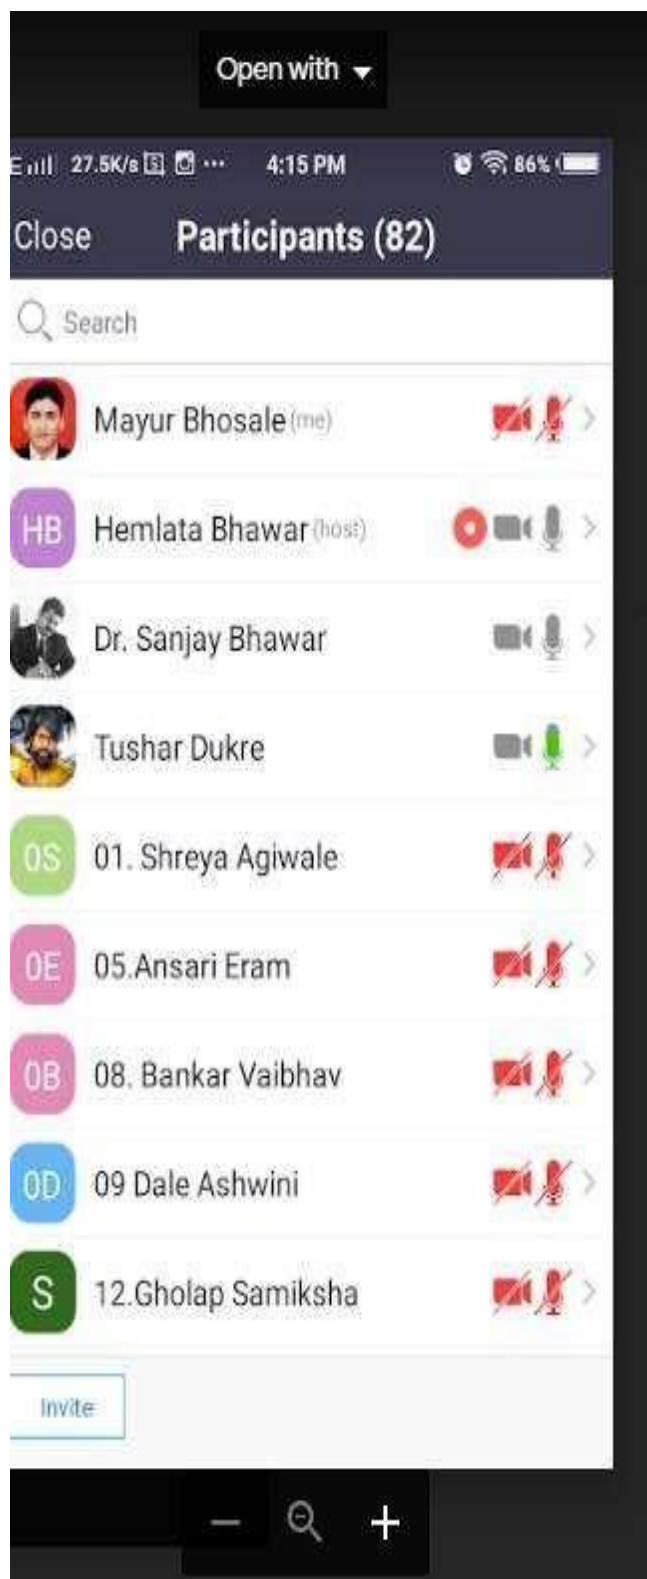 Open with
27.5K/s ... 4:15 PM 86%
Close Participants (82)
Search
Mayur Bhosale (me)
HB Hemlata Bhawar (host)
Dr. Sanjay Bhawar
Tushar Dukre
0S 01. Shreya Agiwale
0E 05.Ansari Eram
0B 08. Bankar Vaibhav
0D 09 Dale Ashwini
S 12.Gholap Samiksha
Invite